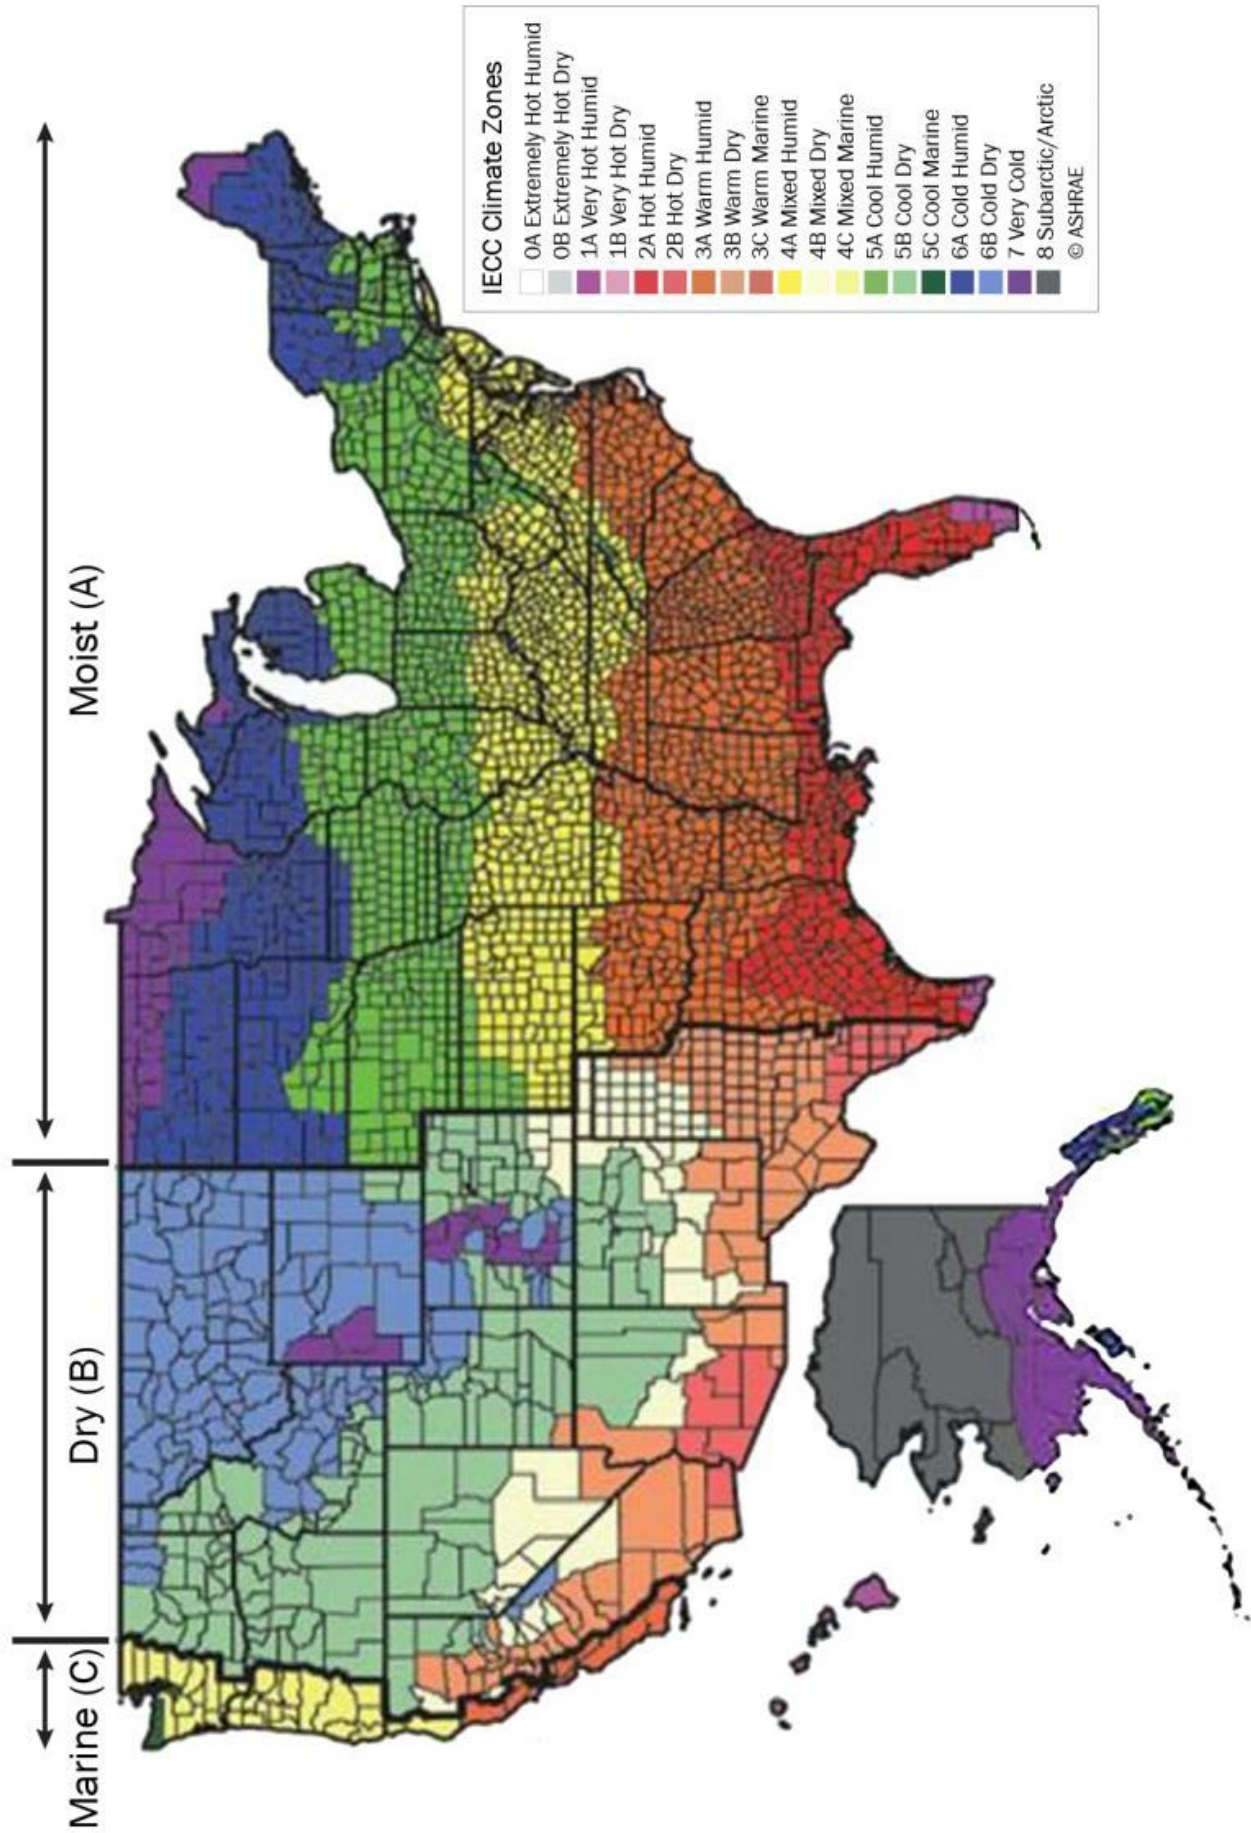 Marine (C)
Dry (B)
Moist (A)
IECC Climate Zones
0A Extremely Hot Humid
0B Extremely Hot Dry
1A Very Hot Humid
1B Very Hot Dry
2A Hot Humid
2B Hot Dry
3A Warm Humid
3B Warm Dry
3C Warm Marine
4A Mixed Humid
4B Mixed Dry
4C Mixed Marine
5A Cool Humid
5B Cool Dry
5C Cool Marine
6A Cold Humid
6B Cold Dry
7 Very Cold
8 Subarctic/Arctic
© ASHRAE